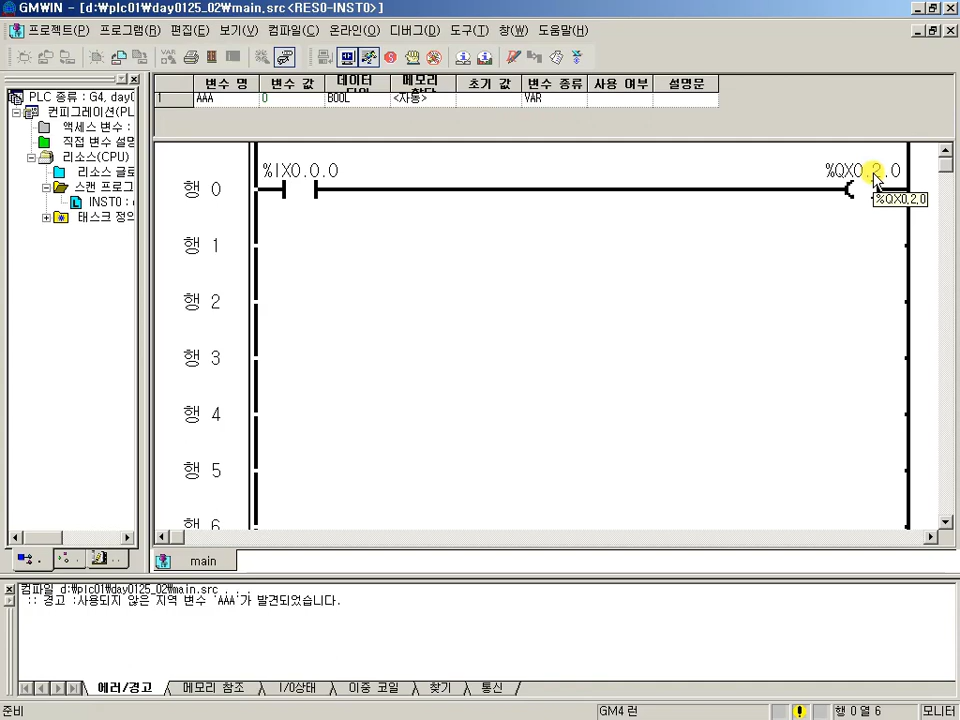 GMWIN - [d:₩plc01₩day0125_02₩main.src<RES0-INST0>]
프로젝트(P) 프로그램(R) 편집(E) 보기(V) 컴파일(C) 온라인(O) 디버그(D) 도구(T) 창(W) 도움말(H)
변수 명 변수 값 데이터 메모리 초기 값 변수 종류 사용 여부 설명문
1 AAA 0 BOOL <자동> VAR
PLC 종류 : G4, day
컨피그레이션(PL
액세스 변수 :
직접 변수 설명
리소스(CPU)
리소스 글로
스캔 프로그
INST0 :
태스크 정의
%IX0.0.0 %QX0.2.0
%QX0.2.0
행 0
행 1
행 2
행 3
행 4
행 5
행 6
main
컴파일 d:₩plc01₩day0125_02₩main.src . . .
:: 경고 :사용되지 않은 지역 변수 'AAA'가 발견되었습니다.
에러/경고 메모리 참조 I/O상태 이중 코일 찾기 통신
준비 GM4 런 행 0 열 6 모니터